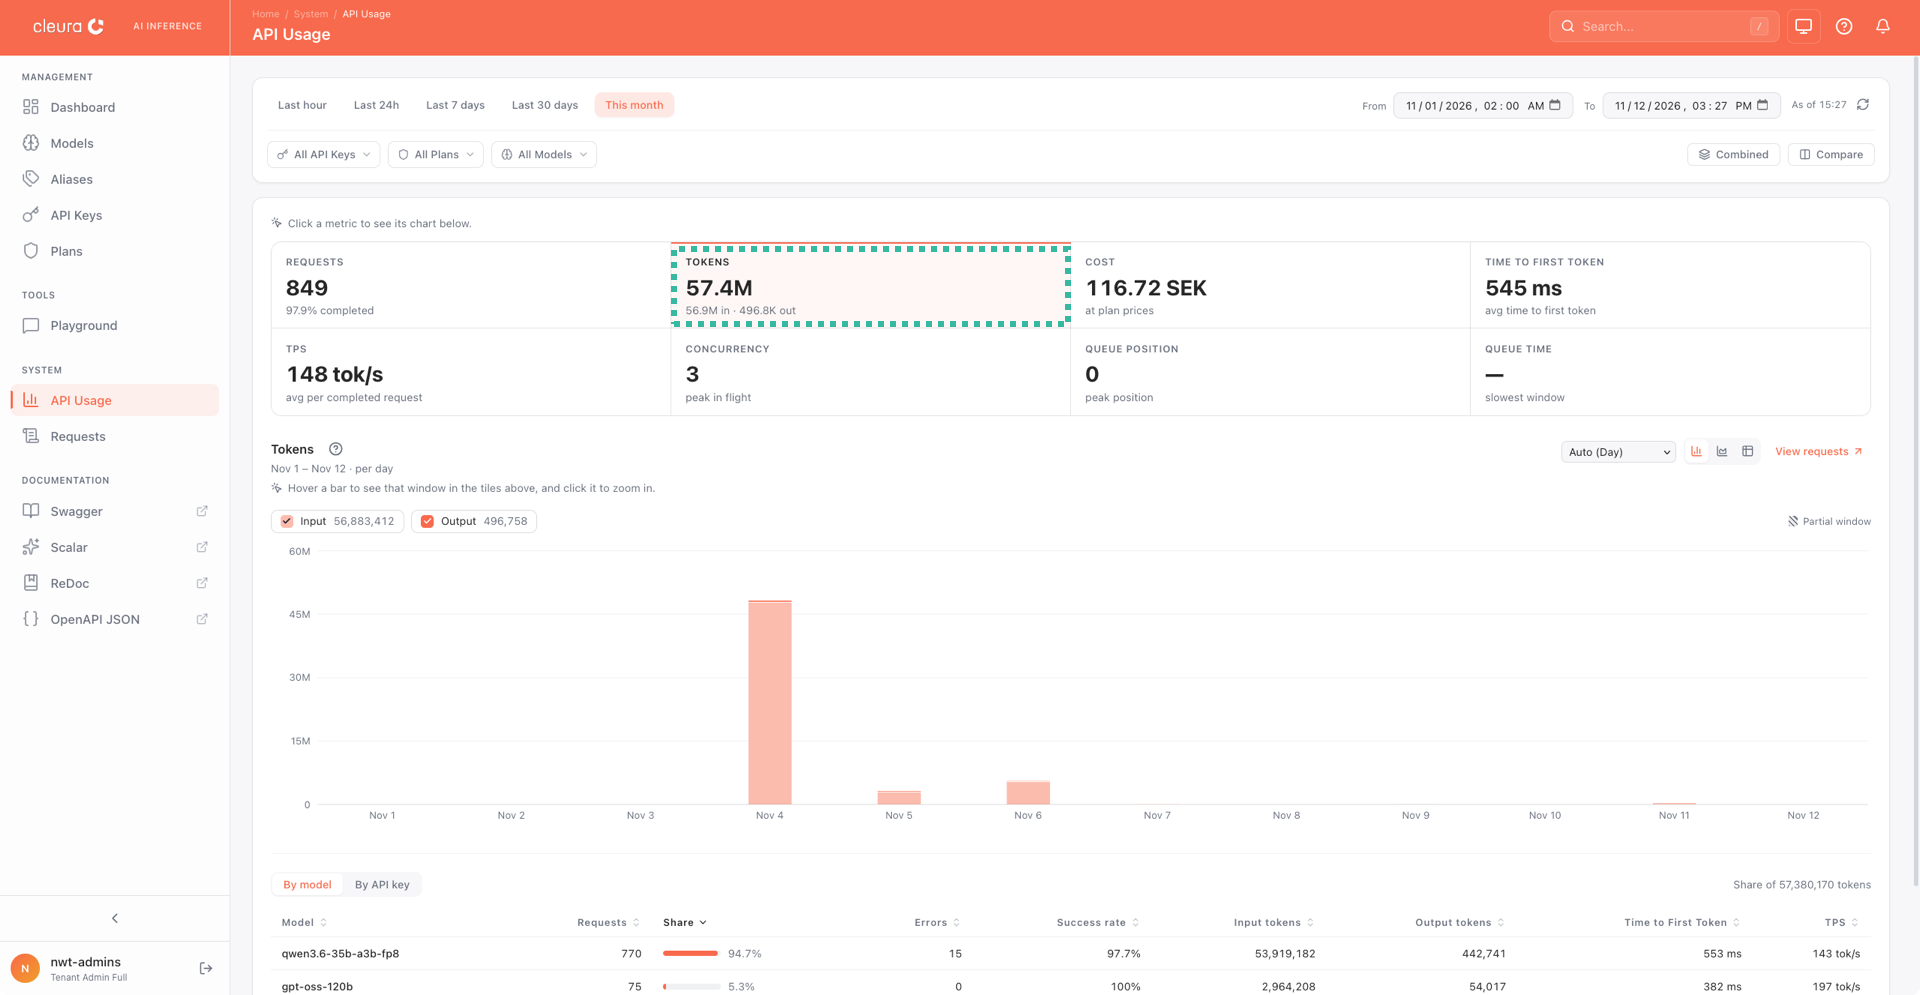 cleura
AI INFERENCE
Home / System / API Usage
API Usage
Search...
/
MANAGEMENT
Dashboard
Models
Aliases
API Keys
Plans
TOOLS
Playground
SYSTEM
API Usage
Requests
DOCUMENTATION
Swagger
Scalar
ReDoc
OpenAPI JSON
N
nwt-admins
Tenant Admin Full
Last hour
Last 24h
Last 7 days
Last 30 days
This month
From 11/01/2026, 02:00 AM
To 11/12/2026, 03:27 PM
As of 15:27
All API Keys
All Plans
All Models
Combined
Compare
Click a metric to see its chart below.
REQUESTS
849
97.9% completed
TOKENS
57.4M
56.9M in · 496.8K out
COST
116.72 SEK
at plan prices
TIME TO FIRST TOKEN
545 ms
avg time to first token
TPS
148 tok/s
avg per completed request
CONCURRENCY
3
peak in flight
QUEUE POSITION
0
peak position
QUEUE TIME
—
slowest window
Tokens
Nov 1 – Nov 12 · per day
Hover a bar to see that window in the tiles above, and click it to zoom in.
Auto (Day)
View requests
Input 56,883,412
Output 496,758
Partial window
60M
45M
30M
15M
0
Nov 1 Nov 2 Nov 3 Nov 4 Nov 5 Nov 6 Nov 7 Nov 8 Nov 9 Nov 10 Nov 11 Nov 12
By model
By API key
Share of 57,380,170 tokens
Model Requests Share Errors Success rate Input tokens Output tokens Time to First Token TPS
qwen3.6-35b-a3b-fp8 770 94.7% 15 97.7% 53,919,182 442,741 553 ms 143 tok/s
gpt-oss-120b 75 5.3% 0 100% 2,964,208 54,017 382 ms 197 tok/s